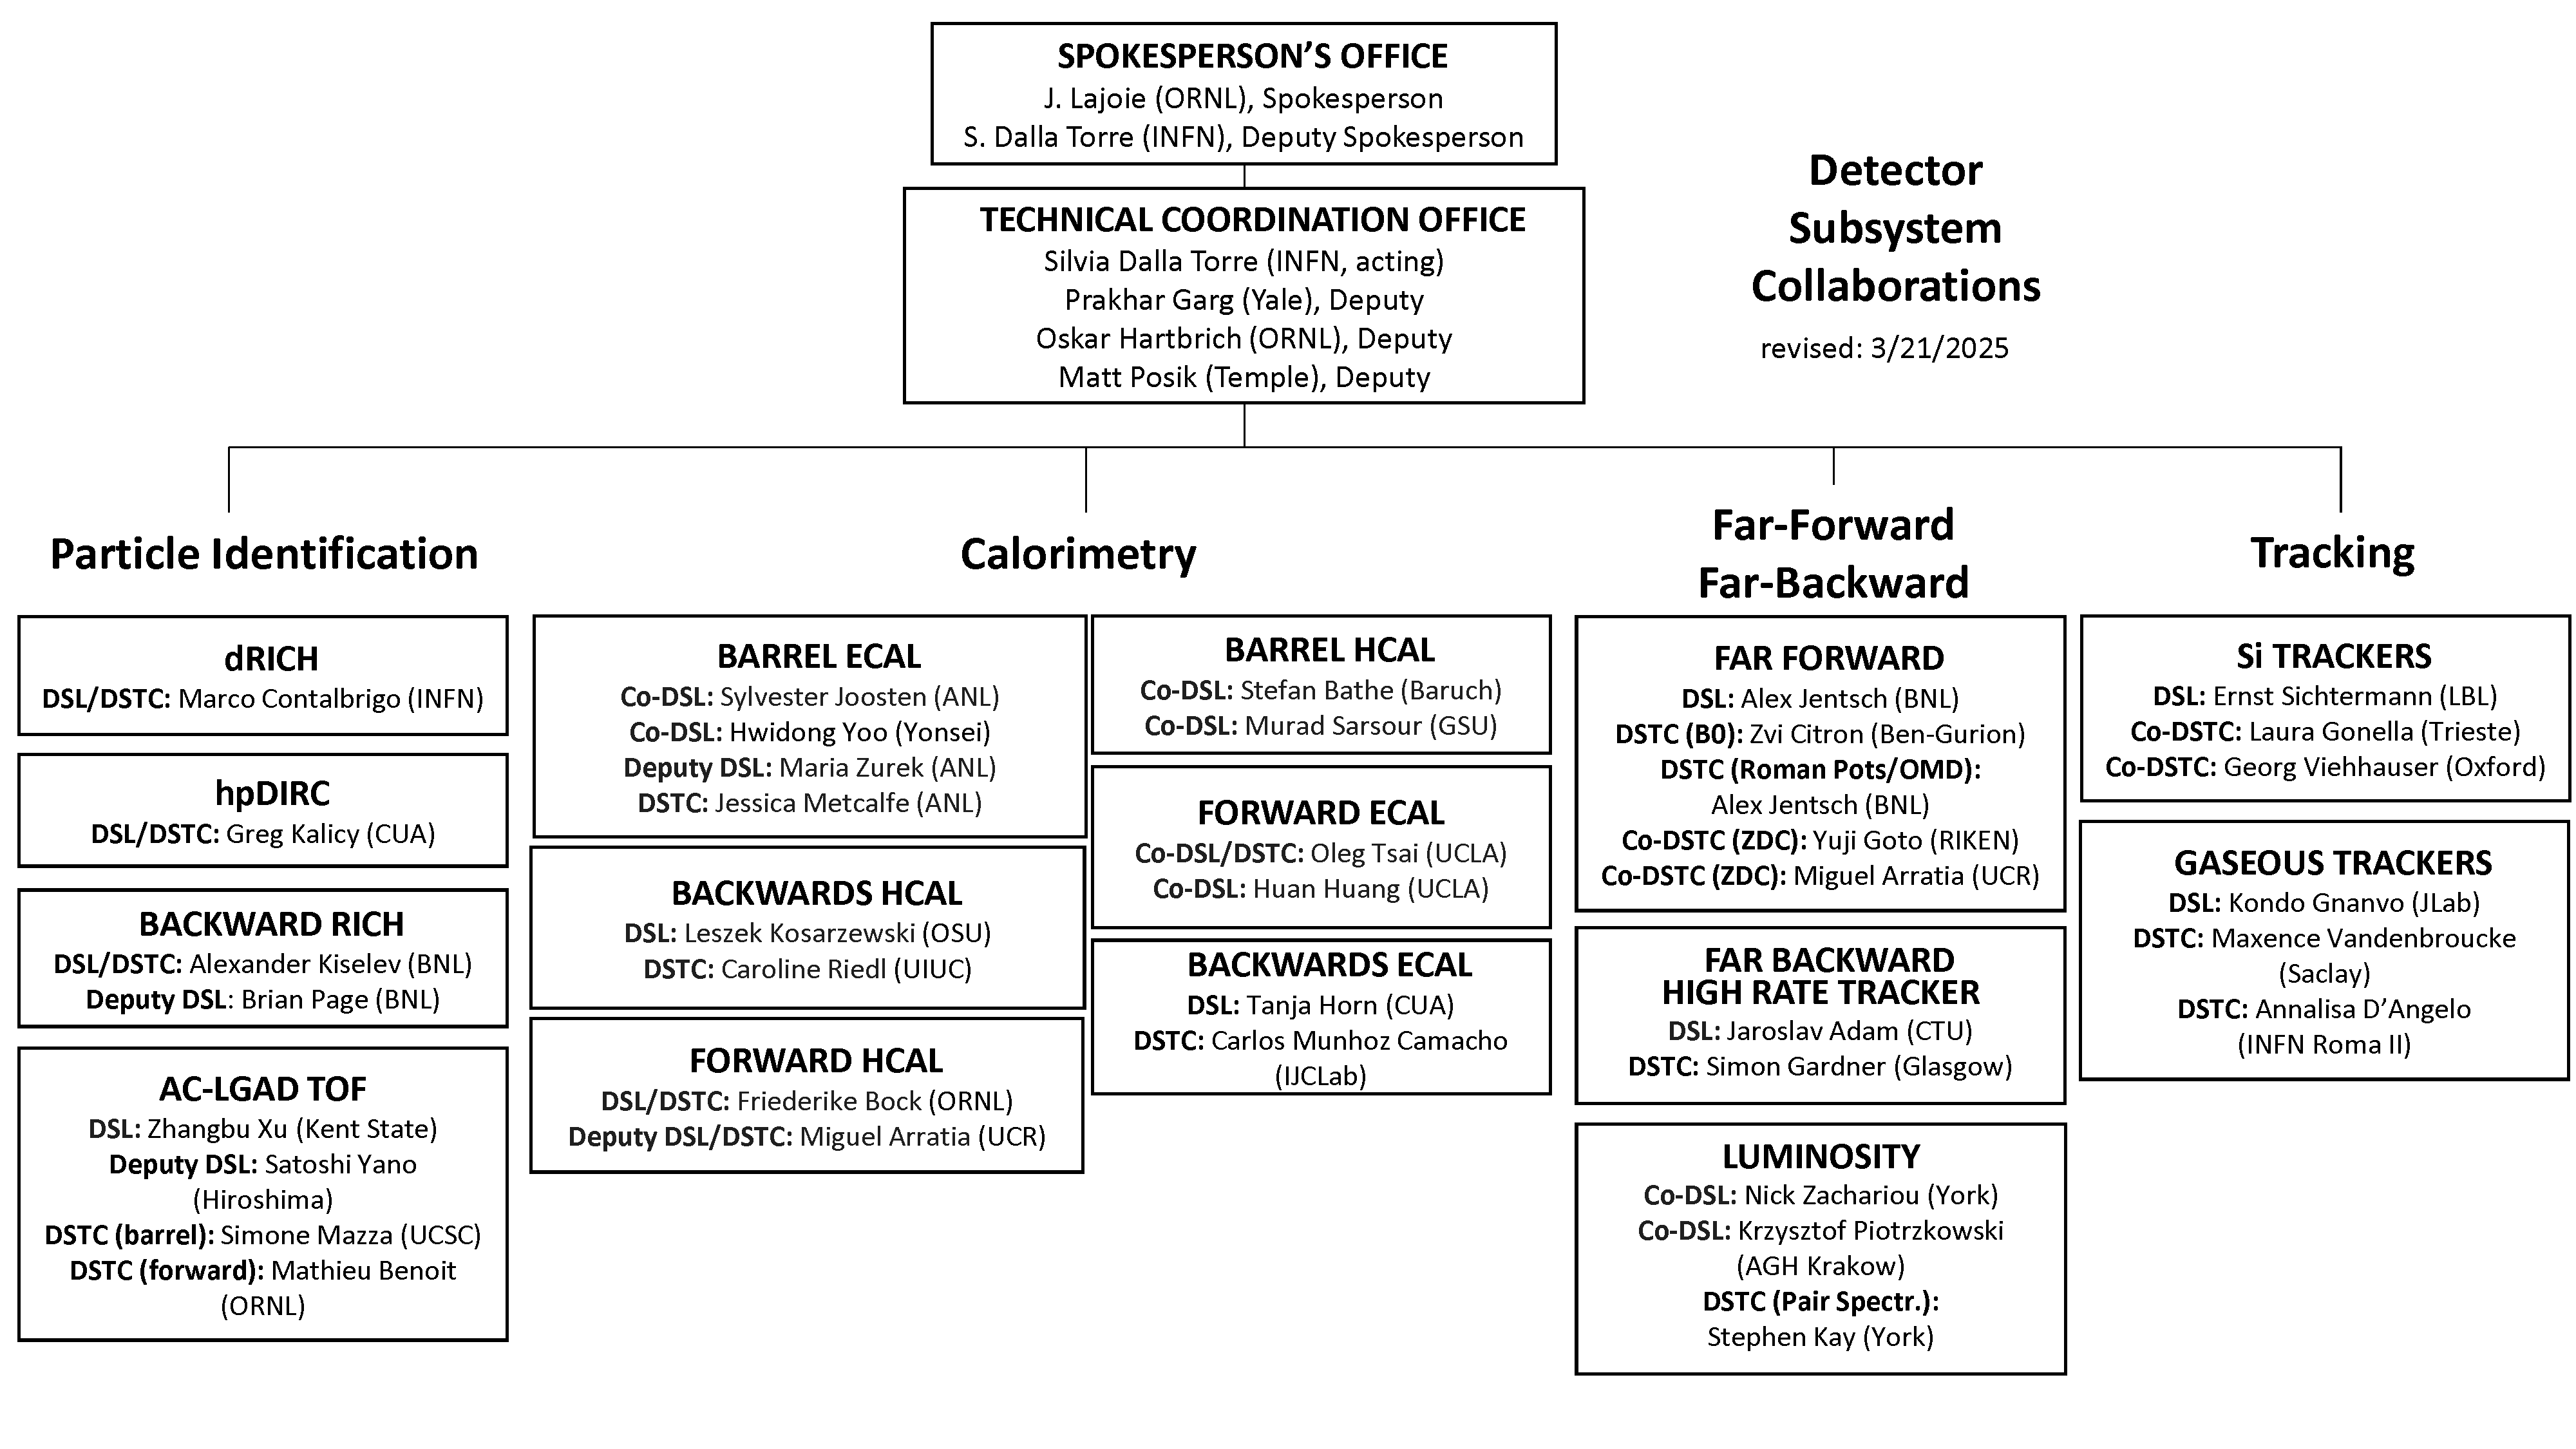 SPOKESPERSON’S OFFICE
J. Lajoie (ORNL), Spokesperson
S. Dalla Torre (INFN), Deputy Spokesperson
TECHNICAL COORDINATION OFFICE
Silvia Dalla Torre (INFN, acting)
Prakhar Garg (Yale), Deputy
Oskar Hartbrich (ORNL), Deputy
Matt Posik (Temple), Deputy
Detector
Subsystem
Collaborations
revised: 3/21/2025
Particle Identification
dRICH
DSL/DSTC: Marco Contalbrigo (INFN)
hpDIRC
DSL/DSTC: Greg Kalicy (CUA)
BACKWARD RICH
DSL/DSTC: Alexander Kiselev (BNL)
Deputy DSL: Brian Page (BNL)
AC-LGAD TOF
DSL: Zhangbu Xu (Kent State)
Deputy DSL: Satoshi Yano
(Hiroshima)
DSTC (barrel): Simone Mazza (UCSC)
DSTC (forward): Mathieu Benoit
(ORNL)
Calorimetry
BARREL ECAL
Co-DSL: Sylvester Joosten (ANL)
Co-DSL: Hwidong Yoo (Yonsei)
Deputy DSL: Maria Zurek (ANL)
DSTC: Jessica Metcalfe (ANL)
BACKWARDS HCAL
DSL: Leszek Kosarzewski (OSU)
DSTC: Caroline Riedl (UIUC)
FORWARD HCAL
DSL/DSTC: Friederike Bock (ORNL)
Deputy DSL/DSTC: Miguel Arratia (UCR)
BARREL HCAL
Co-DSL: Stefan Bathe (Baruch)
Co-DSL: Murad Sarsour (GSU)
FORWARD ECAL
Co-DSL/DSTC: Oleg Tsai (UCLA)
Co-DSL: Huan Huang (UCLA)
BACKWARDS ECAL
DSL: Tanja Horn (CUA)
DSTC: Carlos Munhoz Camacho
(IJCLab)
Far-Forward
Far-Backward
FAR FORWARD
DSL: Alex Jentsch (BNL)
DSTC (B0): Zvi Citron (Ben-Gurion)
DSTC (Roman Pots/OMD):
Alex Jentsch (BNL)
Co-DSTC (ZDC): Yuji Goto (RIKEN)
Co-DSTC (ZDC): Miguel Arratia (UCR)
FAR BACKWARD
HIGH RATE TRACKER
DSL: Jaroslav Adam (CTU)
DSTC: Simon Gardner (Glasgow)
LUMINOSITY
Co-DSL: Nick Zachariou (York)
Co-DSL: Krzysztof Piotrzkowski
(AGH Krakow)
DSTC (Pair Spectr.):
Stephen Kay (York)
Tracking
Si TRACKERS
DSL: Ernst Sichtermann (LBL)
Co-DSTC: Laura Gonella (Trieste)
Co-DSTC: Georg Viehhauser (Oxford)
GASEOUS TRACKERS
DSL: Kondo Gnanvo (JLab)
DSTC: Maxence Vandenbroucke
(Saclay)
DSTC: Annalisa D’Angelo
(INFN Roma II)